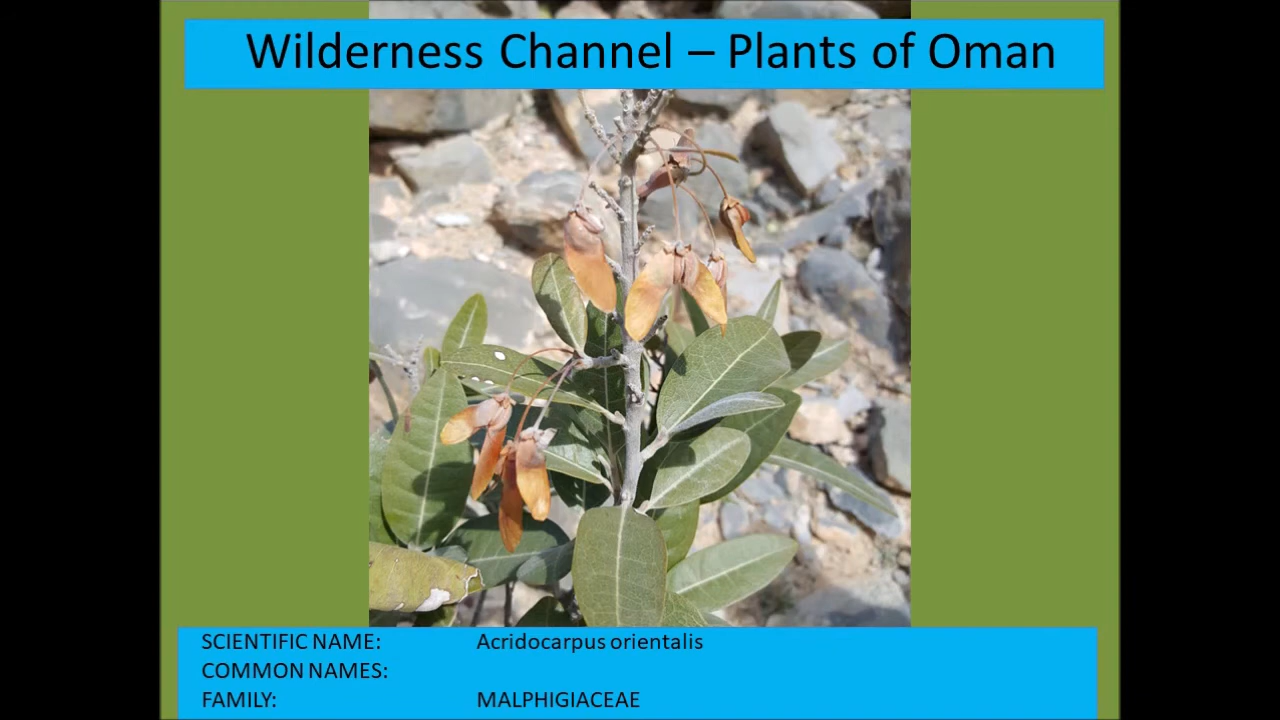 Wilderness Channel – Plants of Oman
SCIENTIFIC NAME: Acridocarpus orientalis
COMMON NAMES:
FAMILY: MALPHIGIACEAE